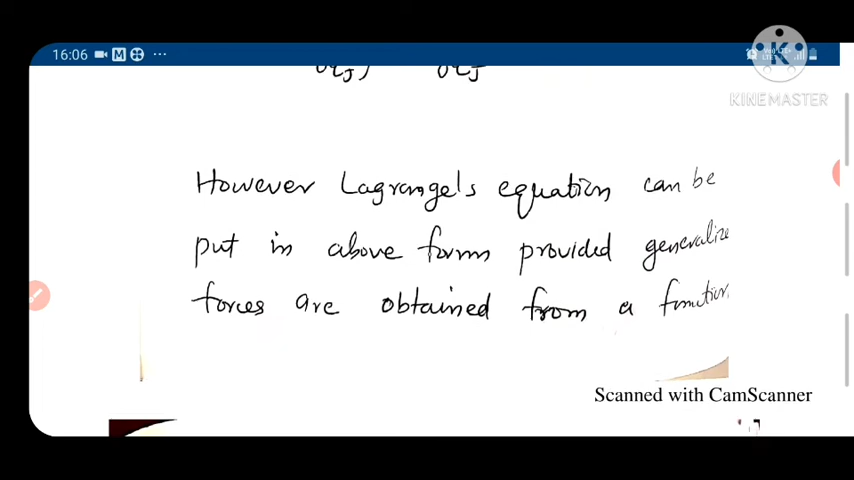 16:06 M ...
KINEMASTER
However Lagrangel's equation can be
put in above form provided generalize
forces are obtained from a function
Scanned with CamScanner